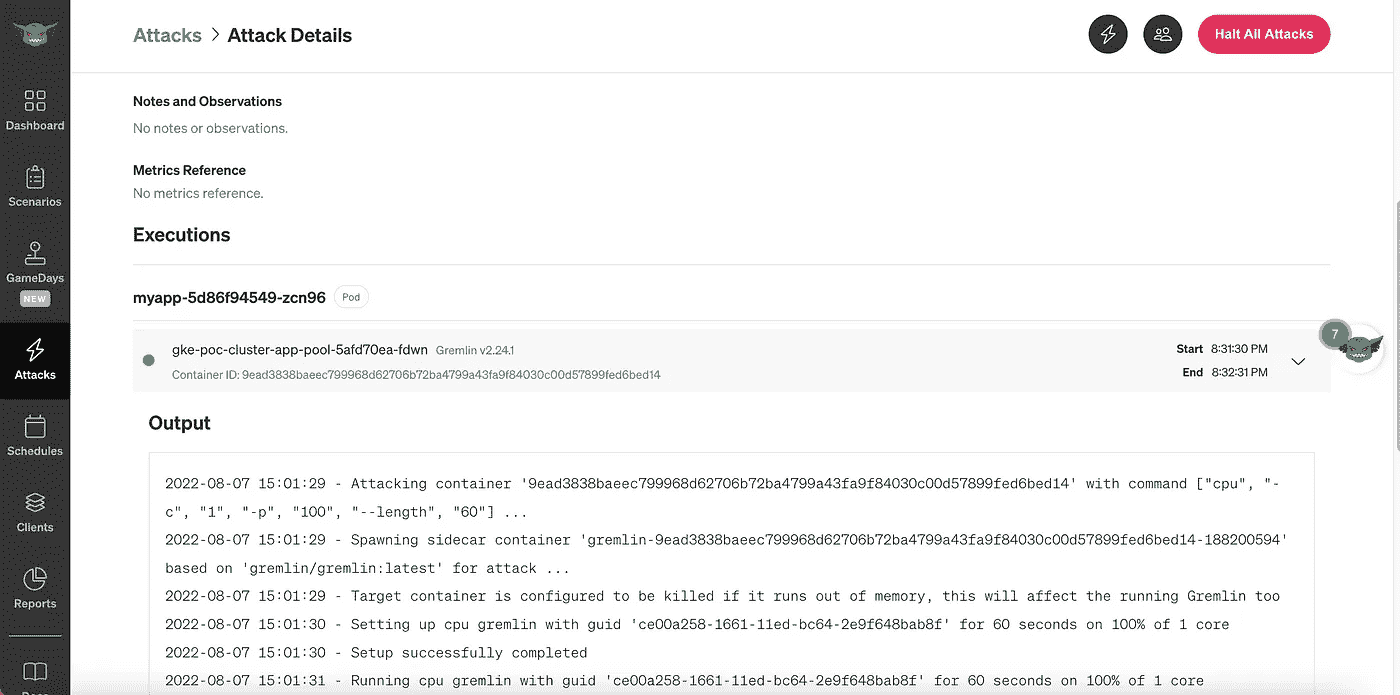 Attacks > Attack Details
Halt All Attacks
Dashboard
Scenarios
GameDays
NEW
Attacks
Schedules
Clients
Reports
Notes and Observations
No notes or observations.
Metrics Reference
No metrics reference.
Executions
myapp-5d86f94549-zcn96 Pod
gke-poc-cluster-app-pool-5afd70ea-fdwn Gremlin v2.24.1
Container ID: 9ead3838baeec799968d62706b72ba4799a43fa9f84030c00d57899fed6bed14
Start 8:31:30 PM
End 8:32:31 PM
7
Output
2022-08-07 15:01:29 - Attacking container '9ead3838baeec799968d62706b72ba4799a43fa9f84030c00d57899fed6bed14' with command ["cpu", "-
c", "1", "-p", "100", "--length", "60"] ...
2022-08-07 15:01:29 - Spawning sidecar container 'gremlin-9ead3838baeec799968d62706b72ba4799a43fa9f84030c00d57899fed6bed14-188200594'
based on 'gremlin/gremlin:latest' for attack ...
2022-08-07 15:01:29 - Target container is configured to be killed if it runs out of memory, this will affect the running Gremlin too
2022-08-07 15:01:30 - Setting up cpu gremlin with guid 'ce00a258-1661-11ed-bc64-2e9f648bab8f' for 60 seconds on 100% of 1 core
2022-08-07 15:01:30 - Setup successfully completed
2022-08-07 15:01:31 - Running cpu gremlin with guid 'ce00a258-1661-11ed-bc64-2e9f648bab8f' for 60 seconds on 100% of 1 core